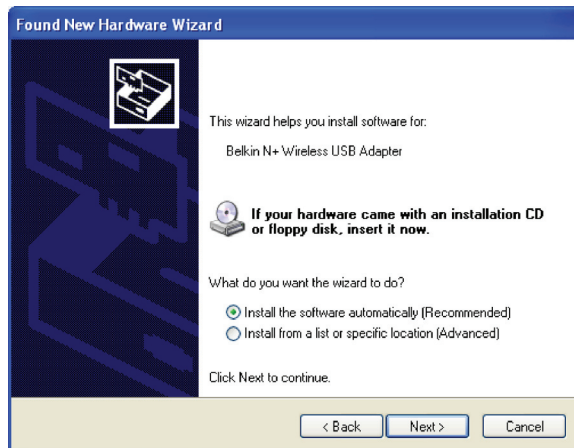 Found New Hardware Wizard
This wizard helps you install software for:
Belkin N+ Wireless USB Adapter
If your hardware came with an installation CD
or floppy disk, insert it now.
What do you want the wizard to do?
Install the software automatically (Recommended)
Install from a list or specific location (Advanced)
Click Next to continue.
< Back Next > Cancel